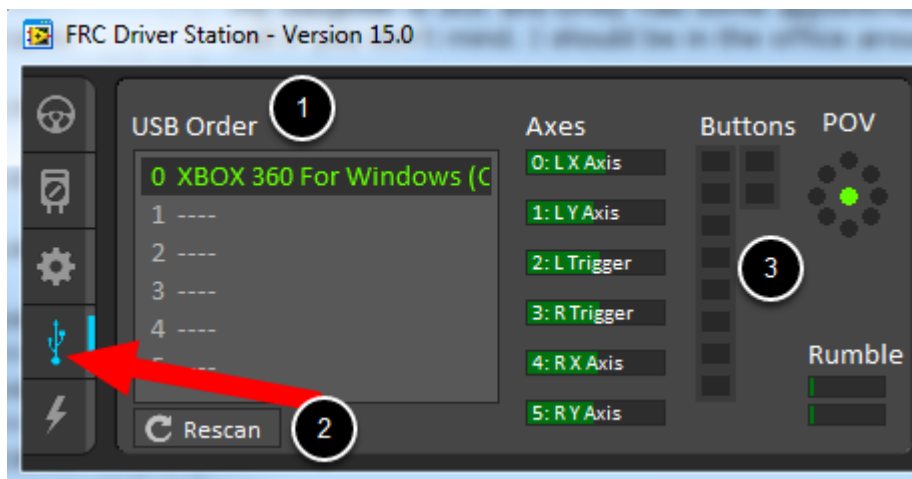 FRC Driver Station - Version 15.0
USB Order
1
Axes
Buttons
POV
0 XBOX 360 For Windows (C
1 ----
2 ----
3 ----
4 ----
0: L X Axis
1: L Y Axis
2: L Trigger
3: R Trigger
4: R X Axis
5: R Y Axis
3
Rumble
Rescan
2